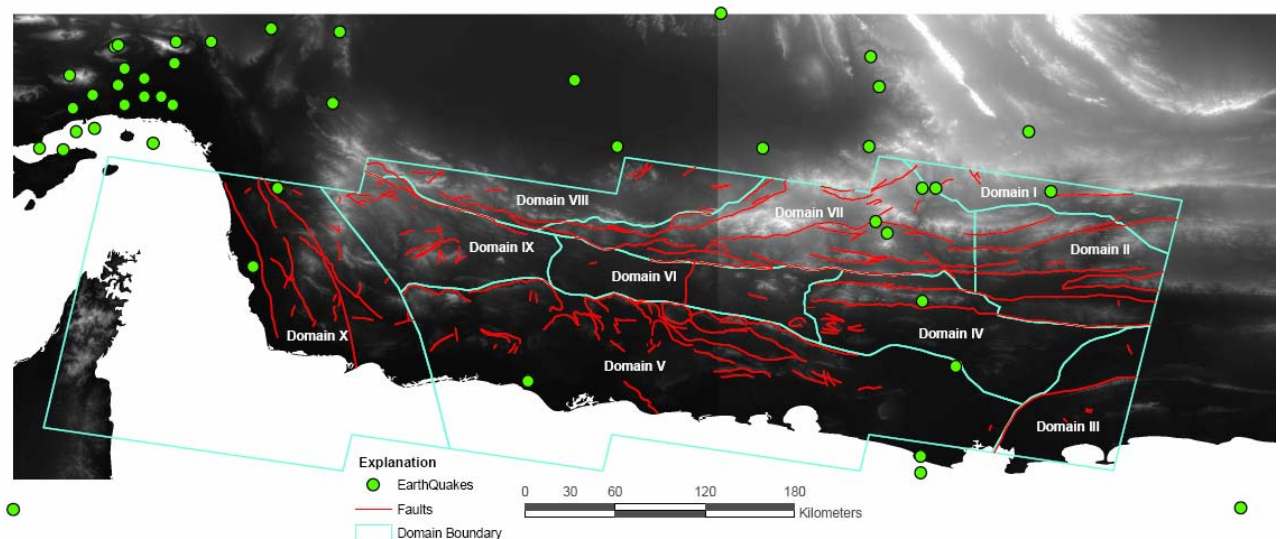 Domain I
Domain VIII
Domain VII
Domain IX
Domain II
Domain VI
Domain IV
Domain X
Domain V
Domain III
Explanation
EarthQuakes
Faults
Domain Boundary
0 30 60 120 180
Kilometers